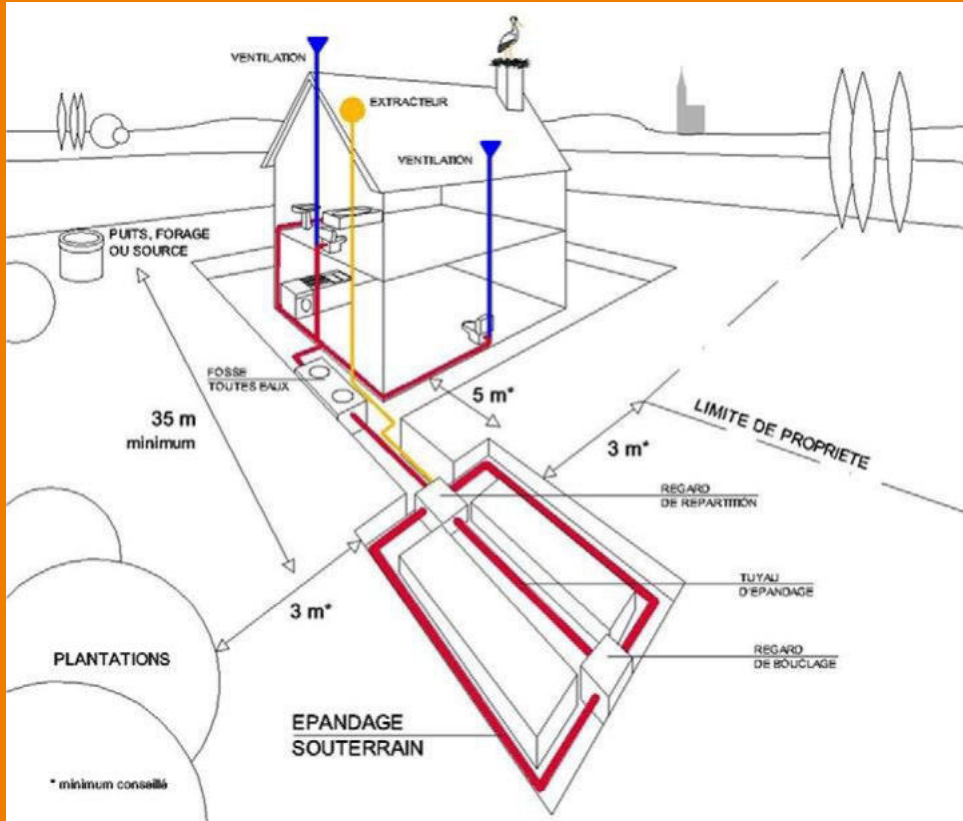 VENTILATION
EXTRACTEUR
VENTILATION
PUITS, FORAGE
OU SOURCE
FOSSE
TOUTES EAUX
5 m*
35 m
minimum
LIMITE DE PROPRIETE
3 m*
REGARD
DE REPARTITION
TUYAU
D'EPANDAGE
3 m*
PLANTATIONS
REGARD
DE BOUCLAGE
EPANDAGE
SOUTERRAIN
* minimum conseillé